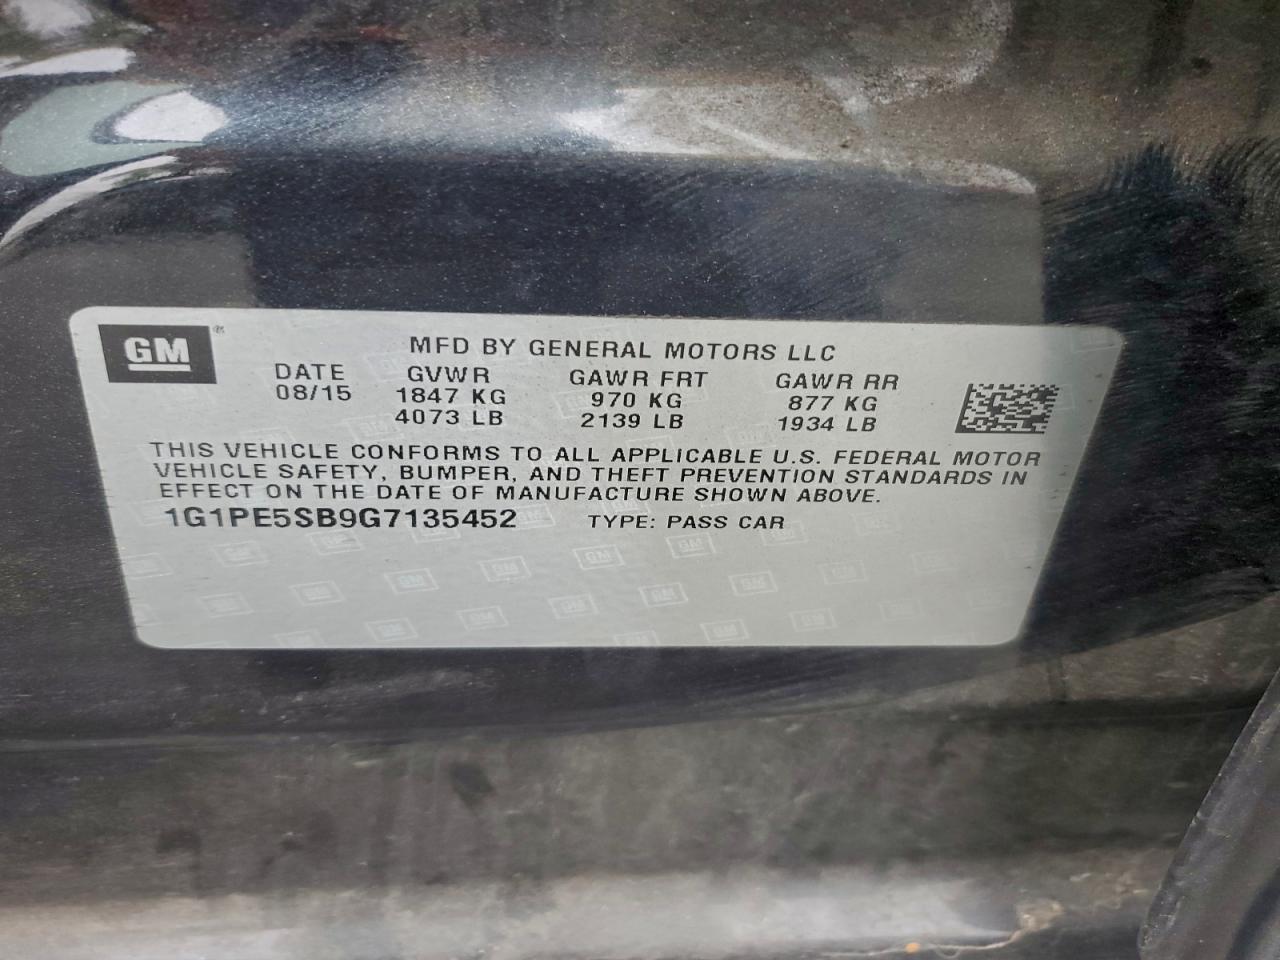 GM
MFD BY GENERAL MOTORS LLC
DATE GVWR GAWR FRT GAWR RR
08/15 1847 KG 970 KG 877 KG
4073 LB 2139 LB 1934 LB
THIS VEHICLE CONFORMS TO ALL APPLICABLE U.S. FEDERAL MOTOR
VEHICLE SAFETY, BUMPER, AND THEFT PREVENTION STANDARDS IN
EFFECT ON THE DATE OF MANUFACTURE SHOWN ABOVE.
1G1PE5SB9G7135452 TYPE: PASS CAR